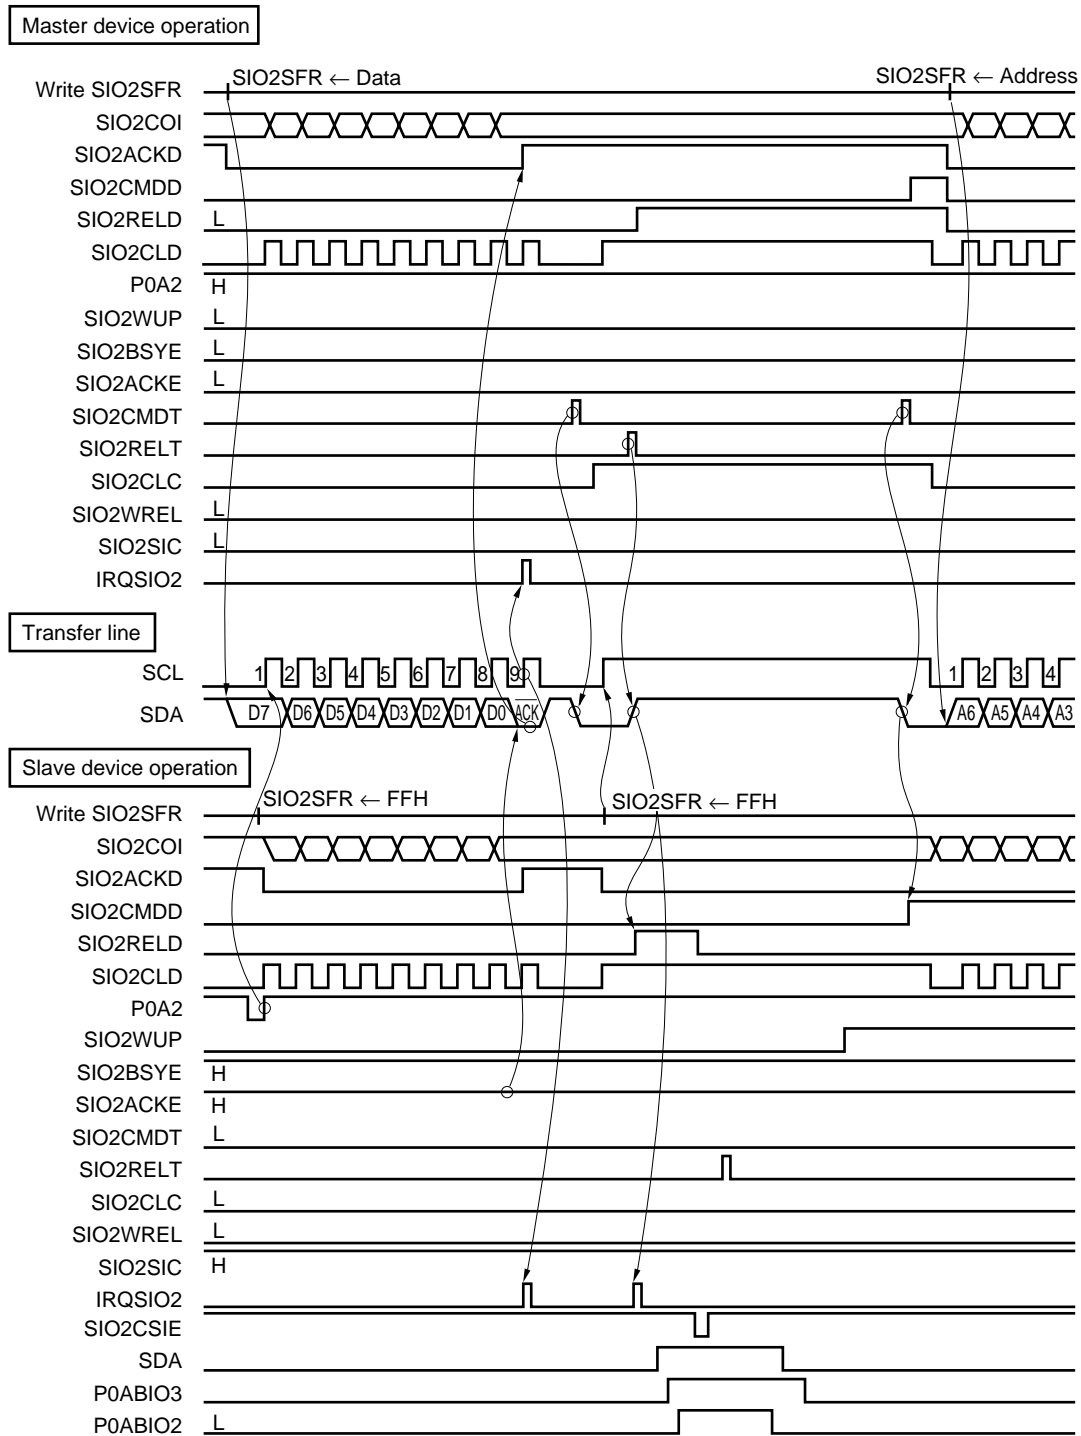 Master device operation
SIO2SFR ← Data
SIO2SFR ← Address
Write SIO2SFR
SIO2COI
SIO2ACKD
SIO2CMDD
SIO2RELD L
SIO2CLD
P0A2 H
SIO2WUP L
SIO2BSYE L
SIO2ACKE L
SIO2CMDT
SIO2RELT
SIO2CLC
SIO2WREL L
SIO2SIC L
IRQSIO2
Transfer line
SCL 1 2 3 4 5 6 7 8 9 1 2 3 4
SDA D7 D6 D5 D4 D3 D2 D1 D0 ACK A6 A5 A4 A3
Slave device operation
SIO2SFR ← FFH
SIO2SFR ← FFH
Write SIO2SFR
SIO2COI
SIO2ACKD
SIO2CMDD
SIO2RELD
SIO2CLD
P0A2
SIO2WUP
SIO2BSYE H
SIO2ACKE H
SIO2CMDT L
SIO2RELT
SIO2CLC L
SIO2WREL L
SIO2SIC H
IRQSIO2
SIO2CSIE
SDA
P0ABIO3
P0ABIO2 L